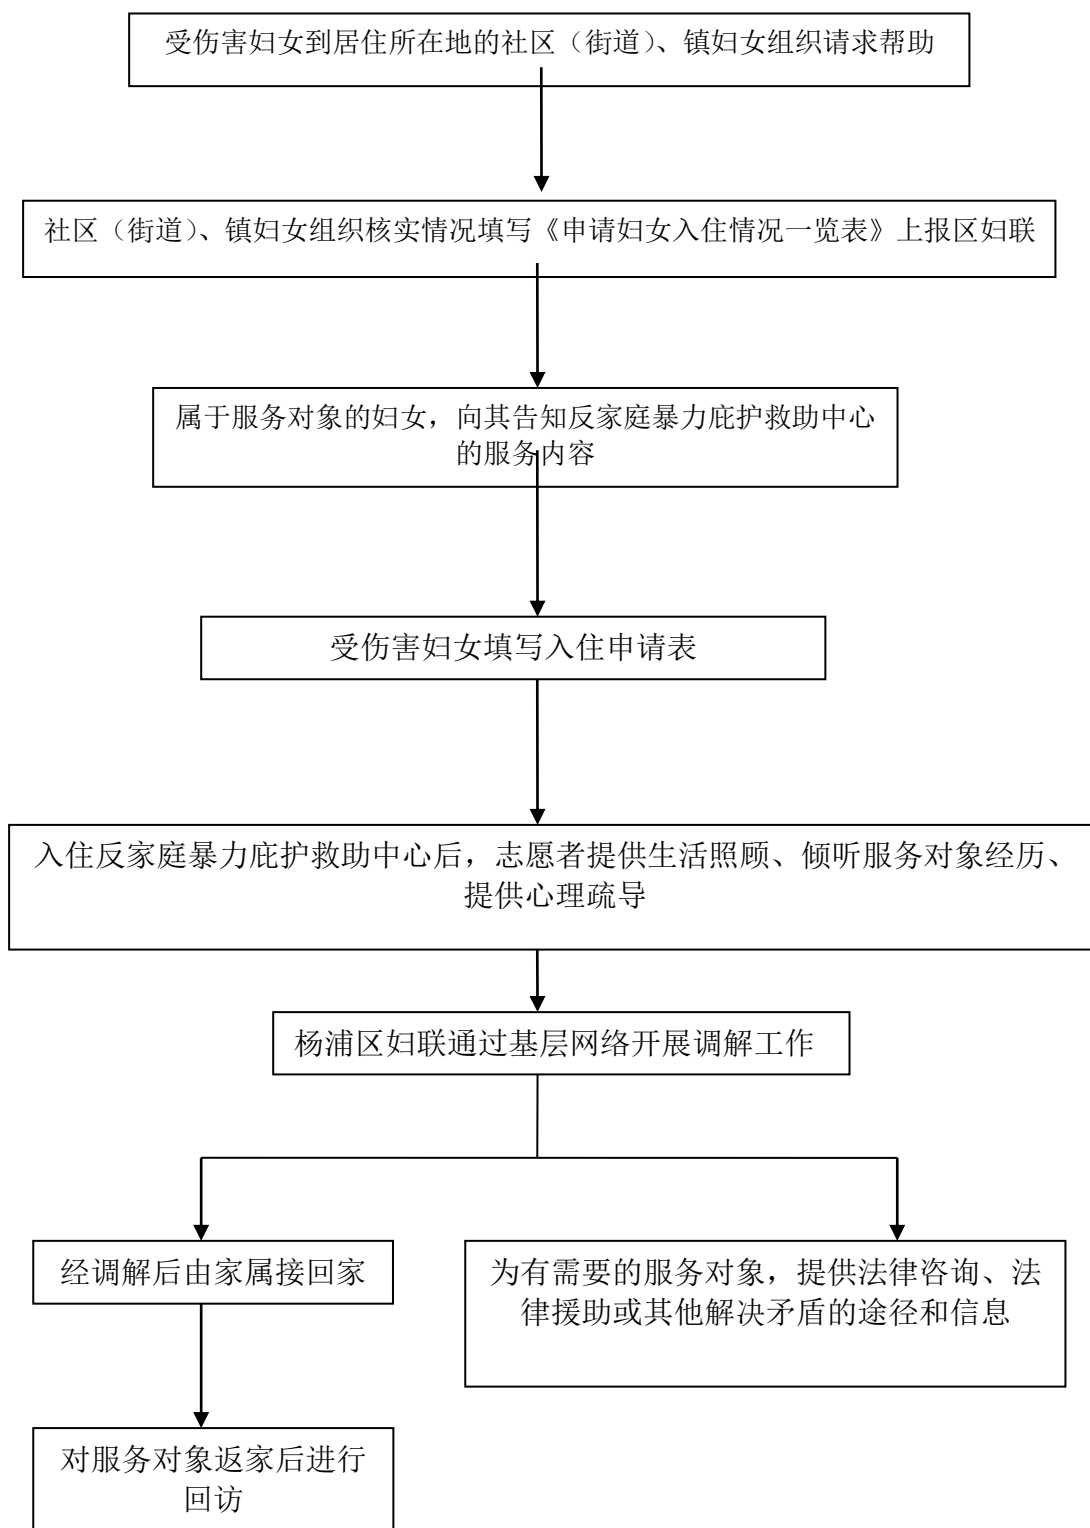 受伤害妇女到居住所在地的社区（街道）、镇妇女组织请求帮助
社区（街道）、镇妇女组织核实情况填写《申请妇女入住情况一览表》上报区妇联
属于服务对象的妇女，向其告知反家庭暴力庇护救助中心
的服务内容
受伤害妇女填写入住申请表
入住反家庭暴力庇护救助中心后，志愿者提供生活照顾、倾听服务对象经历、
提供心理疏导
杨浦区妇联通过基层网络开展调解工作
经调解后由家属接回家
为有需要的服务对象，提供法律咨询、法
律援助或其他解决矛盾的途径和信息
对服务对象返家后进行
回访